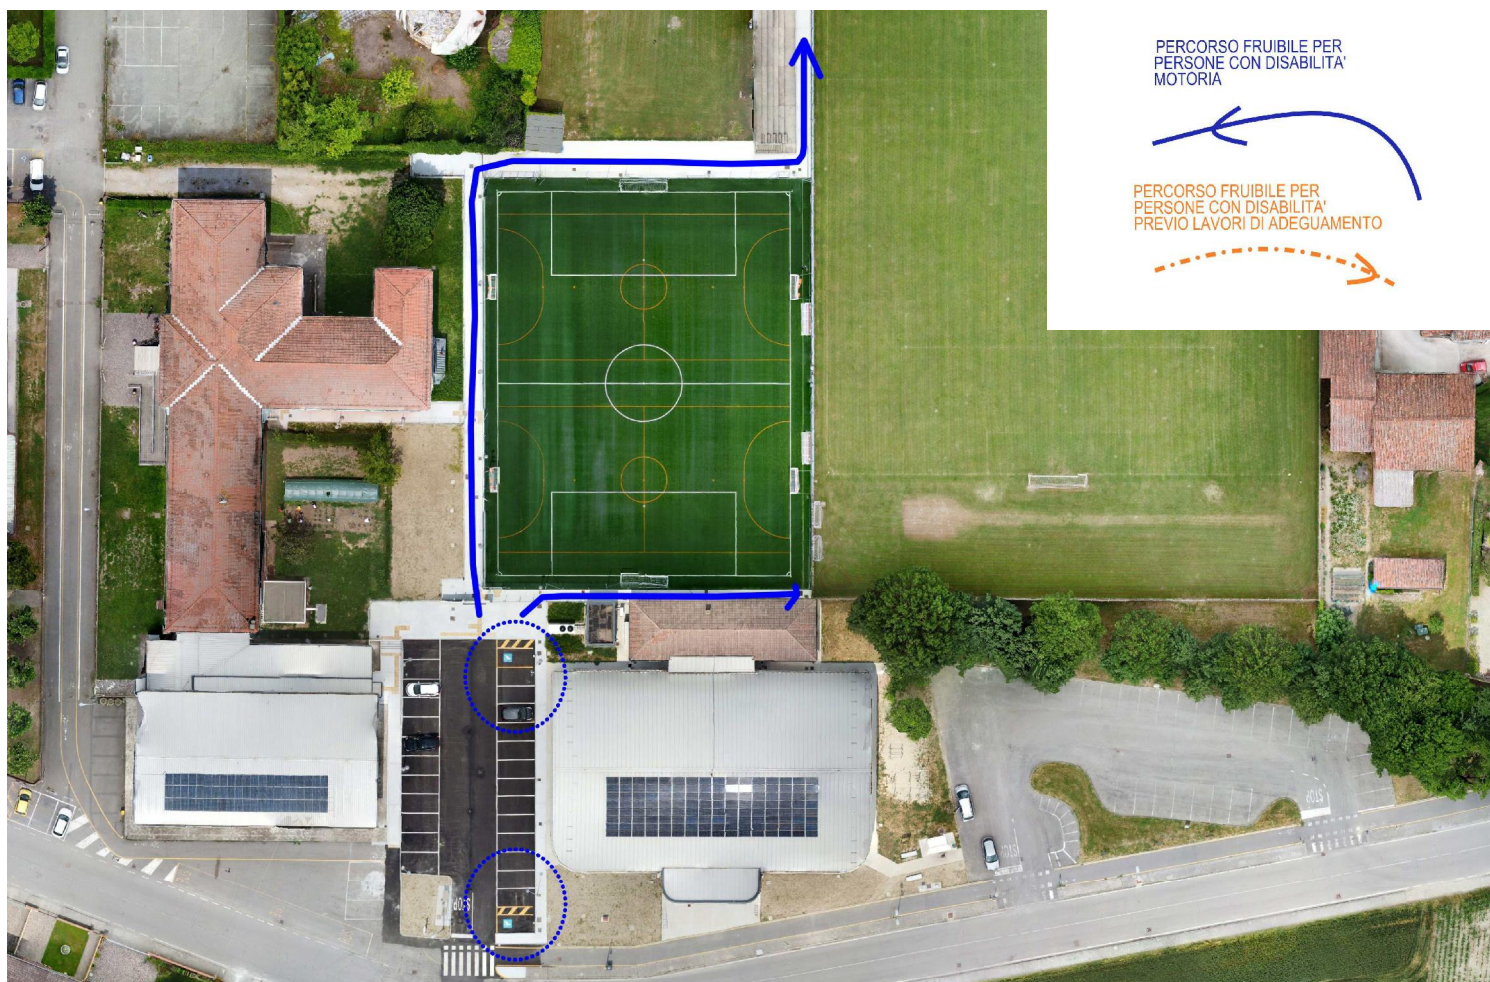 PERCORSO FRUIBILE PER
PERSONE CON DISABILITA'
MOTORIA
PERCORSO FRUIBILE PER
PERSONE CON DISABILITA'
PREVIO LAVORI DI ADEGUAMENTO
STOP
STOP